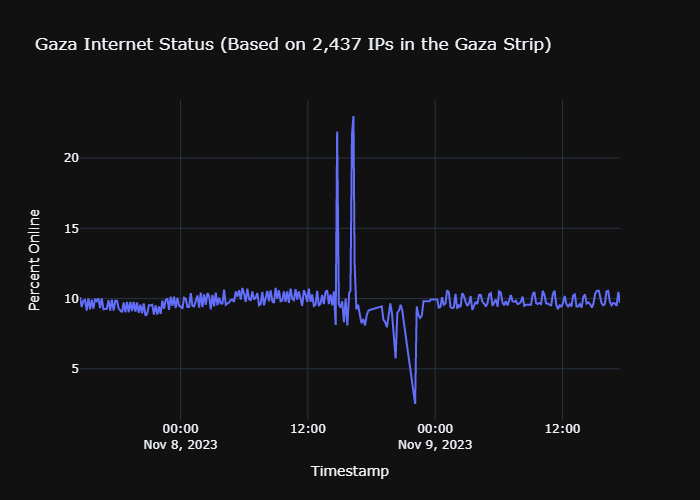 Gaza Internet Status (Based on 2,437 IPs in the Gaza Strip)
Percent Online
20
15
10
5
00:00
Nov 8, 2023
12:00
00:00
Nov 9, 2023
12:00
Timestamp